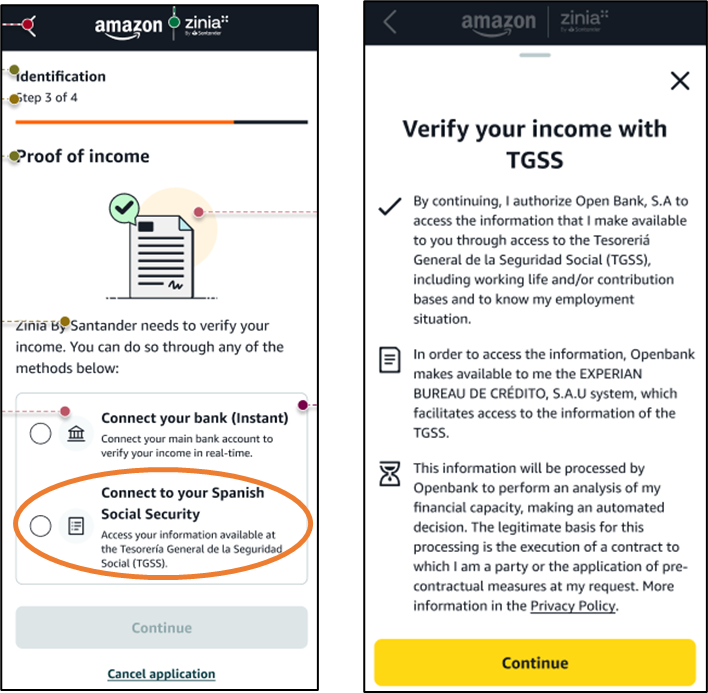 amazon zinia
By Santander
Identification
Step 3 of 4
Proof of income
Zinia By Santander needs to verify your
income. You can do so through any of the
methods below:
Connect your bank (Instant)
Connect your main bank account to
verify your income in real-time.
Connect to your Spanish
Social Security
Access your information available at
the Tesorería General de la Seguridad
Social (TGSS).
Continue
Cancel application
amazon zinia
By Santander
Verify your income with
TGSS
By continuing, I authorize Open Bank, S.A to
access the information that I make available
to you through access to the Tesoreriá
General de la Seguridad Social (TGSS),
including working life and/or contribution
bases and to know my employment
situation.
In order to access the information, Openbank
makes available to me the EXPERIAN
BUREAU DE CRÉDITO, S.A.U system, which
facilitates access to the information of the
TGSS.
This information will be processed by
Openbank to perform an analysis of my
financial capacity, making an automated
decision. The legitimate basis for this
processing is the execution of a contract to
which I am a party or the application of pre-
contractual measures at my request. More
information in the Privacy Policy.
Continue